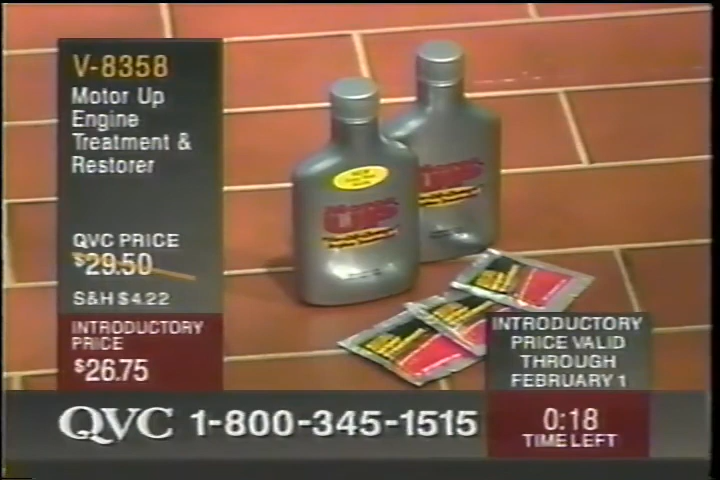 V-8358
Motor Up
Engine
Treatment &
Restorer
QVC PRICE
$29.50
S&H $4.22
INTRODUCTORY
PRICE
$26.75
INTRODUCTORY
PRICE VALID
THROUGH
FEBRUARY 1
0:18
TIME LEFT
QVC 1-800-345-1515